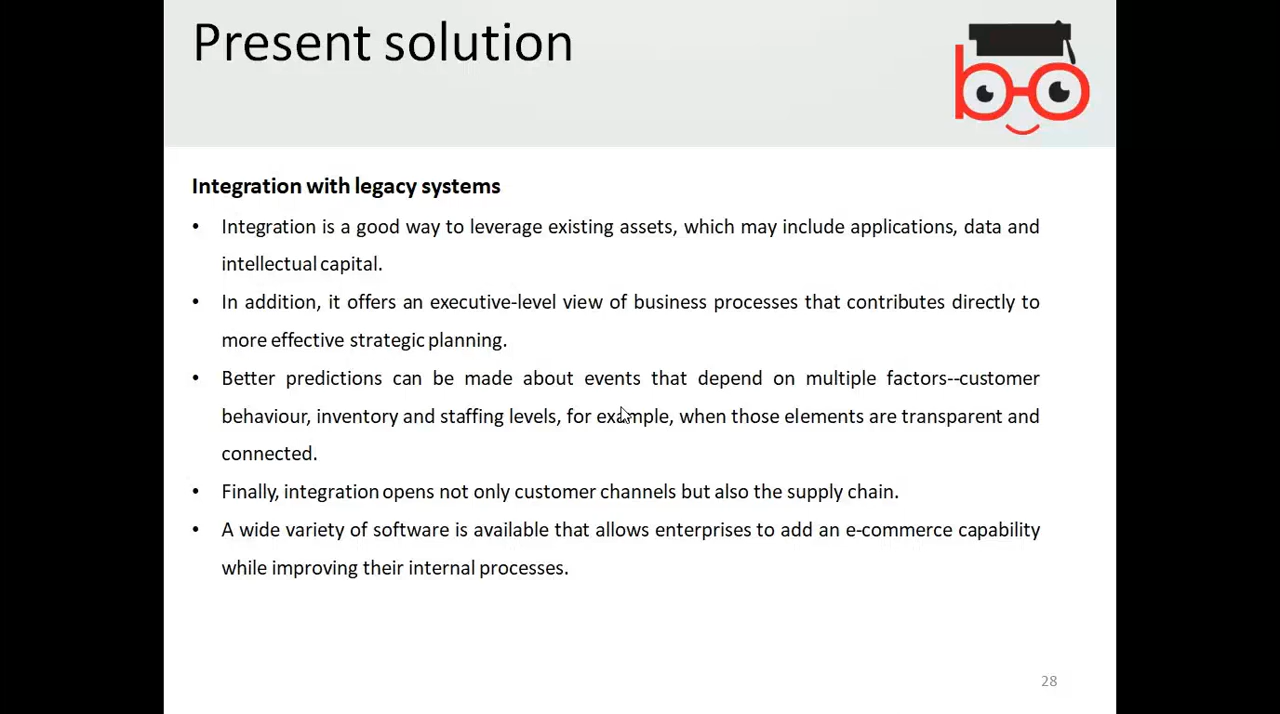 Present solution
Integration with legacy systems
• Integration is a good way to leverage existing assets, which may include applications, data and
intellectual capital.
• In addition, it offers an executive-level view of business processes that contributes directly to
more effective strategic planning.
• Better predictions can be made about events that depend on multiple factors--customer
behaviour, inventory and staffing levels, for example, when those elements are transparent and
connected.
• Finally, integration opens not only customer channels but also the supply chain.
• A wide variety of software is available that allows enterprises to add an e-commerce capability
while improving their internal processes.
28